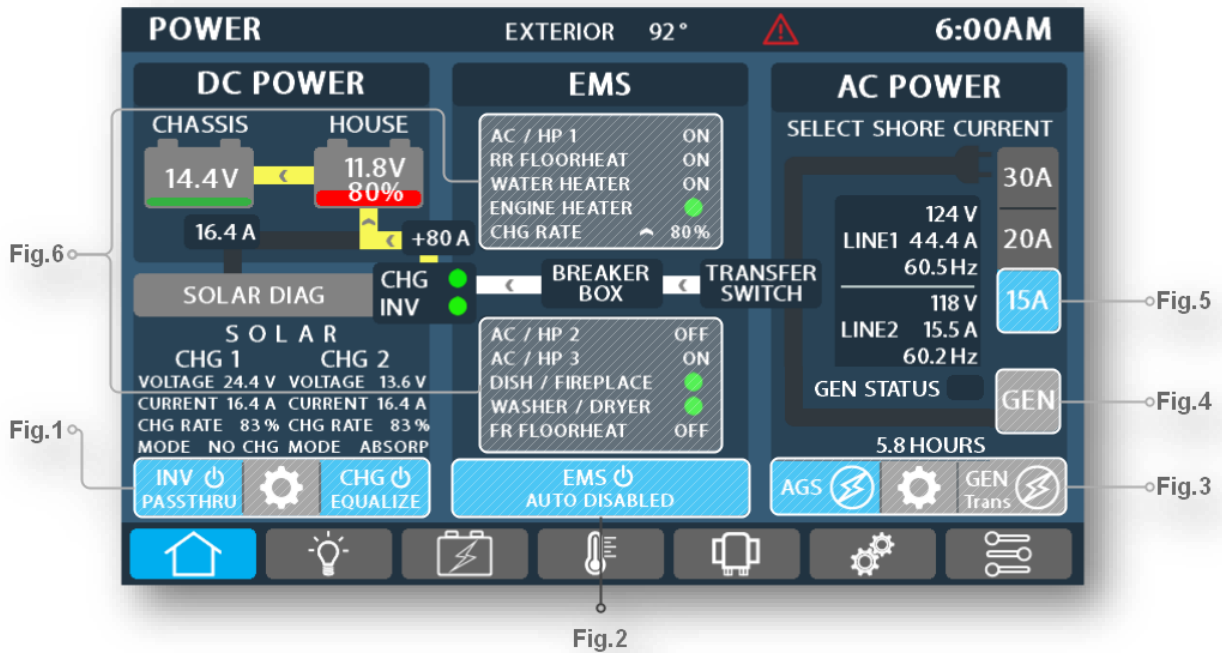 POWER EXTERIOR 92° 6:00AM
DC POWER
CHASSIS HOUSE
14.4V 11.8V
80%
16.4 A +80 A
SOLAR DIAG
CHG
INV
SOLAR
CHG 1 CHG 2
VOLTAGE 24.4 V VOLTAGE 13.6 V
CURRENT 16.4 A CURRENT 16.4 A
CHG RATE 83 % CHG RATE 83 %
MODE NO CHG MODE ABSORP
INV CHG
PASSTHRU EQUALIZE
EMS
AC / HP 1 ON
RR FLOORHEAT ON
WATER HEATER ON
ENGINE HEATER
CHG RATE 80 %
BREAKER
BOX
TRANSFER
SWITCH
AC / HP 2 OFF
AC / HP 3 ON
DISH / FIREPLACE
WASHER / DRYER
FR FLOORHEAT OFF
EMS
AUTO DISABLED
AC POWER
SELECT SHORE CURRENT
30A
20A
15A
124 V
LINE1 44.4 A
60.5 Hz
118 V
LINE2 15.5 A
60.2 Hz
GEN STATUS
GEN
5.8 HOURS
AGS GEN
Trans
Fig.6
Fig.1
Fig.5
Fig.4
Fig.3
Fig.2